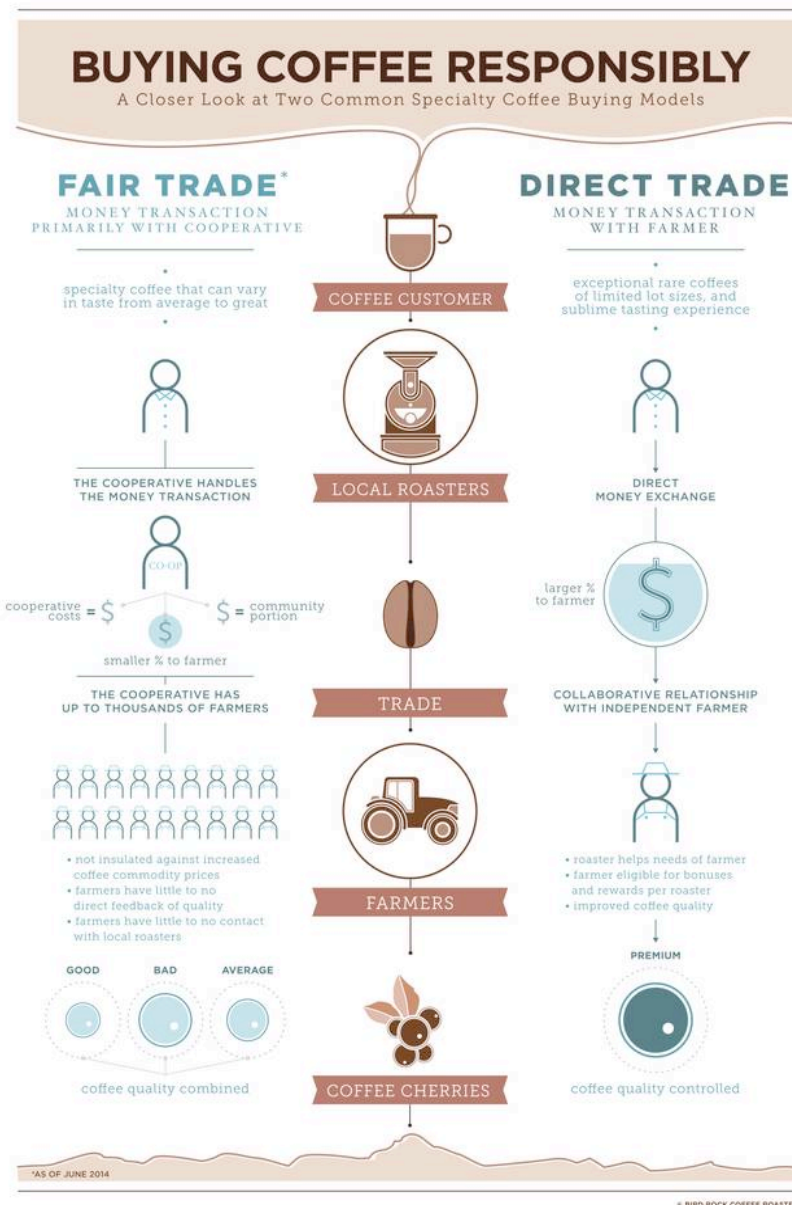 BUYING COFFEE RESPONSIBLY
A Closer Look at Two Common Specialty Coffee Buying Models
FAIR TRADE*
MONEY TRANSACTION
PRIMARILY WITH COOPERATIVE
specialty coffee that can vary
in taste from average to great
THE COOPERATIVE HANDLES
THE MONEY TRANSACTION
CO-OP
cooperative
costs = $
$ = community
portion
$
smaller % to farmer
THE COOPERATIVE HAS
UP TO THOUSANDS OF FARMERS
• not insulated against increased
coffee commodity prices
• farmers have little to no
direct feedback of quality
• farmers have little to no contact
with local roasters
GOOD
BAD
AVERAGE
coffee quality combined
COFFEE CUSTOMER
LOCAL ROASTERS
TRADE
FARMERS
COFFEE CHERRIES
DIRECT TRADE
MONEY TRANSACTION
WITH FARMER
exceptional rare coffees
of limited lot sizes, and
sublime tasting experience
DIRECT
MONEY EXCHANGE
larger %
to farmer
$
COLLABORATIVE RELATIONSHIP
WITH INDEPENDENT FARMER
• roaster helps needs of farmer
• farmer eligible for bonuses
and rewards per roaster
• improved coffee quality
PREMIUM
coffee quality controlled
*AS OF JUNE 2014
BIRD ROCK COFFEE ROASTE